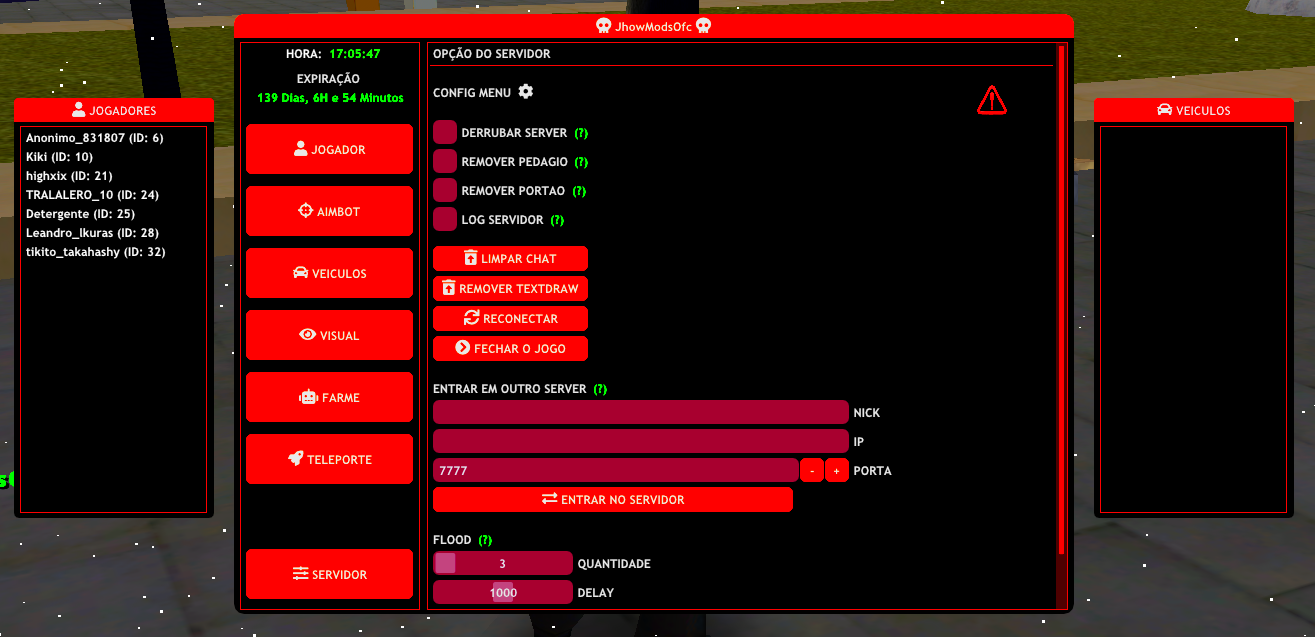 JhowModsOfc
JOGADORES
Anonimo_831807 (ID: 6)
Kiki (ID: 10)
highxix (ID: 21)
TRALALERO_10 (ID: 24)
Detergente (ID: 25)
Leandro_lkuras (ID: 28)
tikito_takahashy (ID: 32)
HORA: 17:05:47
EXPIRAÇÃO
139 Dias, 6H e 54 Minutos
JOGADOR
AIMBOT
VEICULOS
VISUAL
FARME
TELEPORTE
SERVIDOR
OPÇÃO DO SERVIDOR
CONFIG MENU
DERRUBAR SERVER (?)
REMOVER PEDAGIO (?)
REMOVER PORTAO (?)
LOG SERVIDOR (?)
LIMPAR CHAT
REMOVER TEXTDRAW
RECONECTAR
FECHAR O JOGO
ENTRAR EM OUTRO SERVER (?)
NICK
IP
7777 - + PORTA
ENTRAR NO SERVIDOR
FLOOD (?)
3 QUANTIDADE
1000 DELAY
VEICULOS